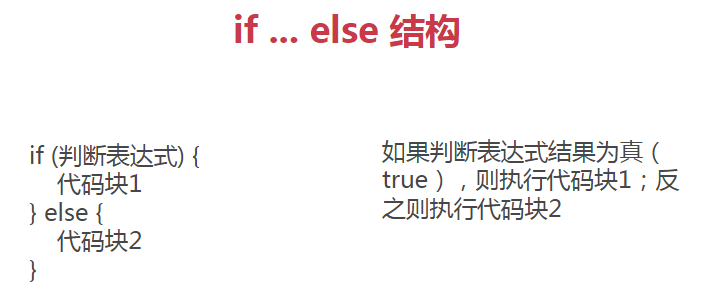 if ... else 结构
if (判断表达式) {
代码块1
} else {
代码块2
}
如果判断表达式结果为真（
true），则执行代码块1；反
之则执行代码块2